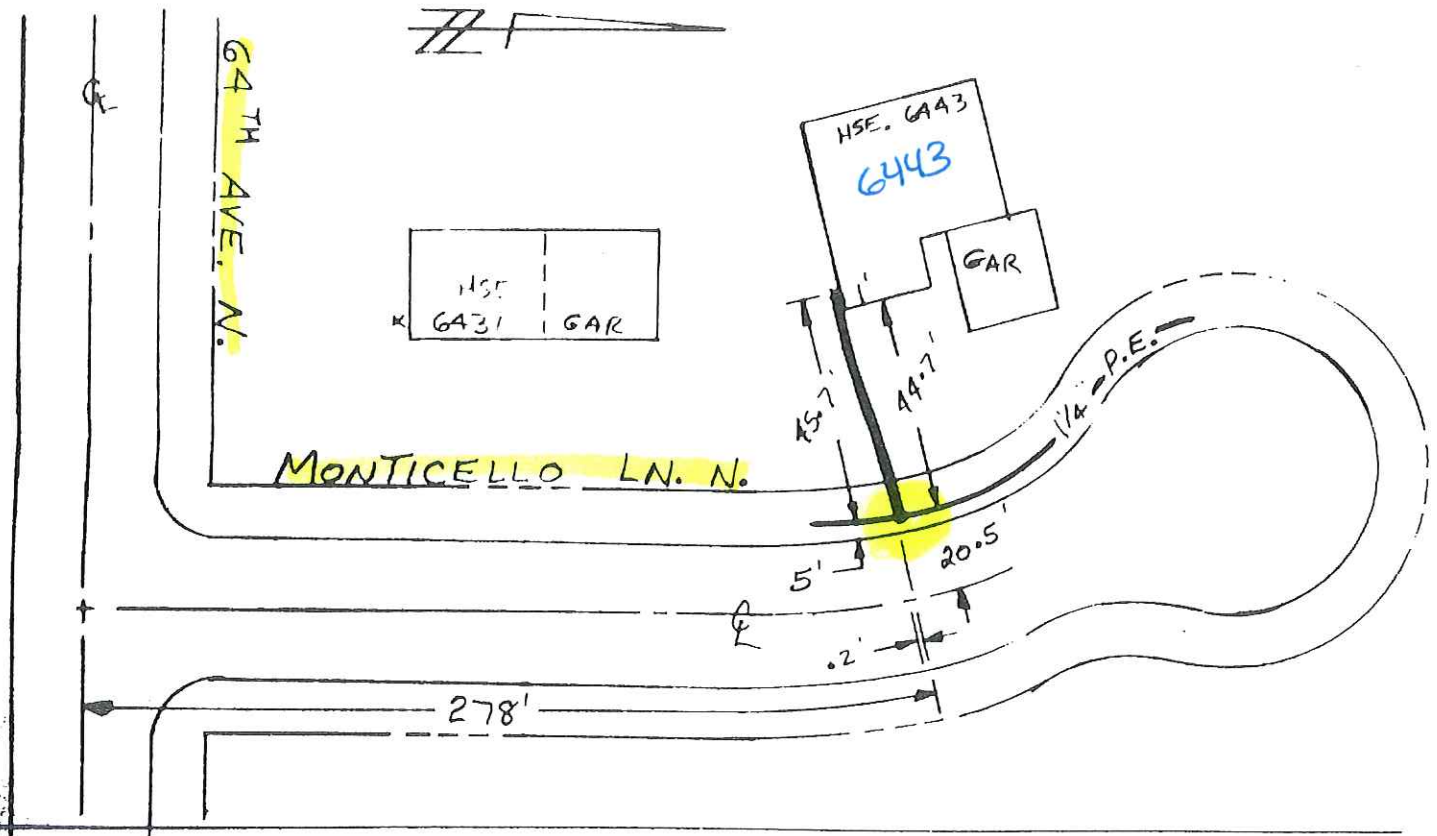 64TH AVE. N.
℄
HSE. 6443
6443
GAR
HSE
6431
GAR
MONTICELLO LN. N.
45.7'
44.7'
1'
1 1/4" P.E.
5'
20.5'
℄
.2'
278'